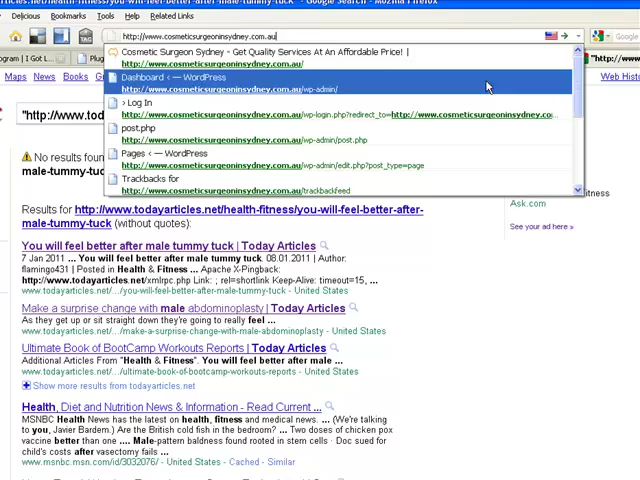 Delicious Bookmarks Tools Help Related Links
http://www.cosmeticsurgeoninsydney.com.au/
Google
Cosmetic Surgeon Sydney - Get Quality Services At An Affordable Price! |
http://www.cosmeticsurgeoninsydney.com.au/
Dashboard ‹ — WordPress
http://www.cosmeticsurgeoninsydney.com.au/wp-admin/
› Log In
http://www.cosmeticsurgeoninsydney.com.au/wp-login.php?redirect_to=http://www.cosmeticsurgeoninsydney.co...
post.php
http://www.cosmeticsurgeoninsydney.com.au/wp-admin/post.php
Pages ‹ — WordPress
http://www.cosmeticsurgeoninsydney.com.au/wp-admin/edit.php?post_type=page
Trackbacks for
http://www.cosmeticsurgeoninsydney.com.au/trackbackfeed
Maps News
Web Histo
"http://www.tod
No results foun
male-tummy-tuck
Results for http://www.todayarticles.net/health-fitness/you-will-feel-better-after-
male-tummy-tuck (without quotes):
fitness
Ask.com
See your ad here »
You will feel better after male tummy tuck | Today Articles
7 Jan 2011 ... You will feel better after male tummy tuck. 08.01.2011 | Author:
flamingo431 | Posted in Health & Fitness ... Apache X-Pingback:
http://www.todayarticles.net/xmlrpc.php Link: ; rel=shortlink Keep-Alive: timeout=15, ...
www.todayarticles.net/.../you-will-feel-better-after-male-tummy-tuck - United States
Make a surprise change with male abdominoplasty | Today Articles
As they get up or sit straight down they're going to really feel ...
www.todayarticles.net/.../make-a-surprise-change-with-male-abdominoplasty - United States
Ultimate Book of BootCamp Workouts Reports | Today Articles
Additional Articles From "Health & Fitness". You will feel better after male ...
www.todayarticles.net/.../ultimate-book-of-bootcamp-workouts-reports - United States
Show more results from todayarticles.net
Health, Diet and Nutrition News & Information - Read Current ...
MSNBC Health News has the latest on health, fitness and medical news. ... (We're talking
to you, Javier Bardem.) Are the British cold fish in the bedroom? ... Two doses of chicken pox
vaccine better than one .... Male-pattern baldness found rooted in stem cells · Doc sued for
child's costs after vasectomy fails ...
www.msnbc.msn.com/id/3032076/ - United States - Cached - Similar